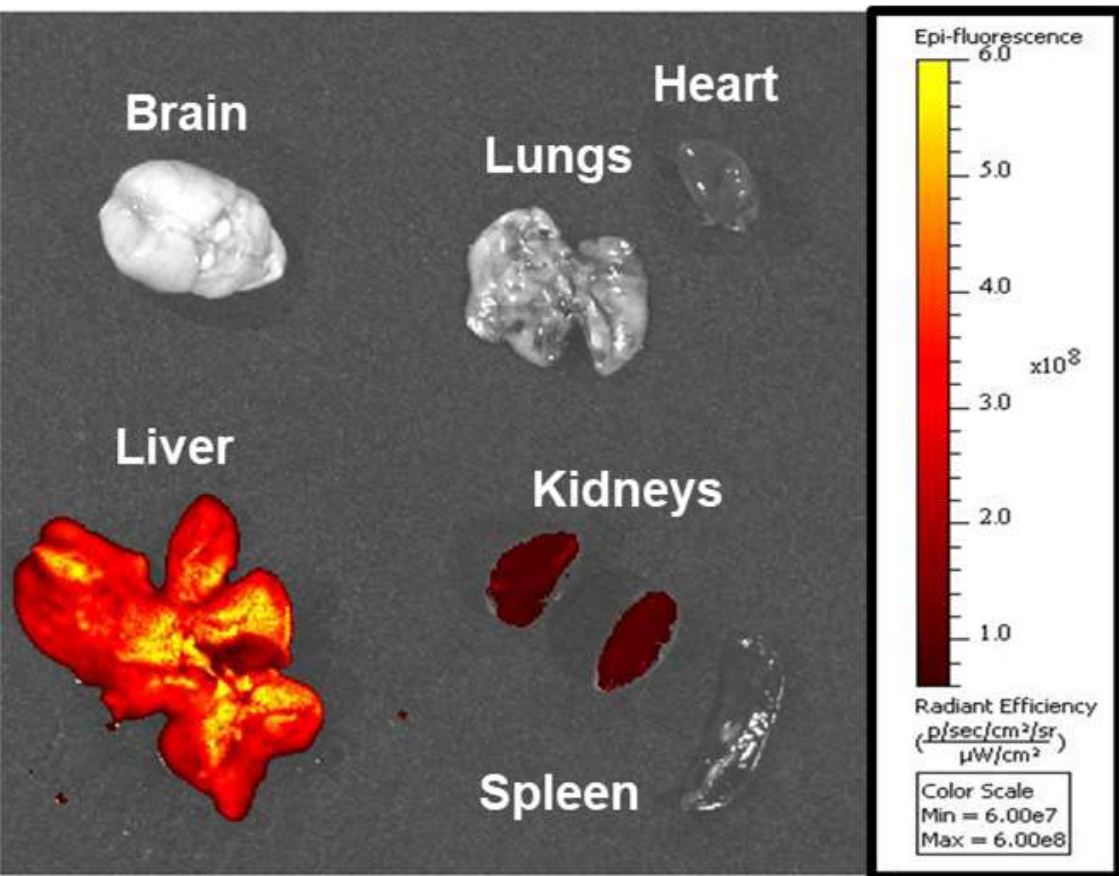 Brain
Heart
Lungs
Liver
Kidneys
Spleen
Epi-fluorescence
6.0
5.0
4.0
x10⁸
3.0
2.0
1.0
Radiant Efficiency
(p/sec/cm²/sr / µW/cm²)
Color Scale
Min = 6.00e7
Max = 6.00e8